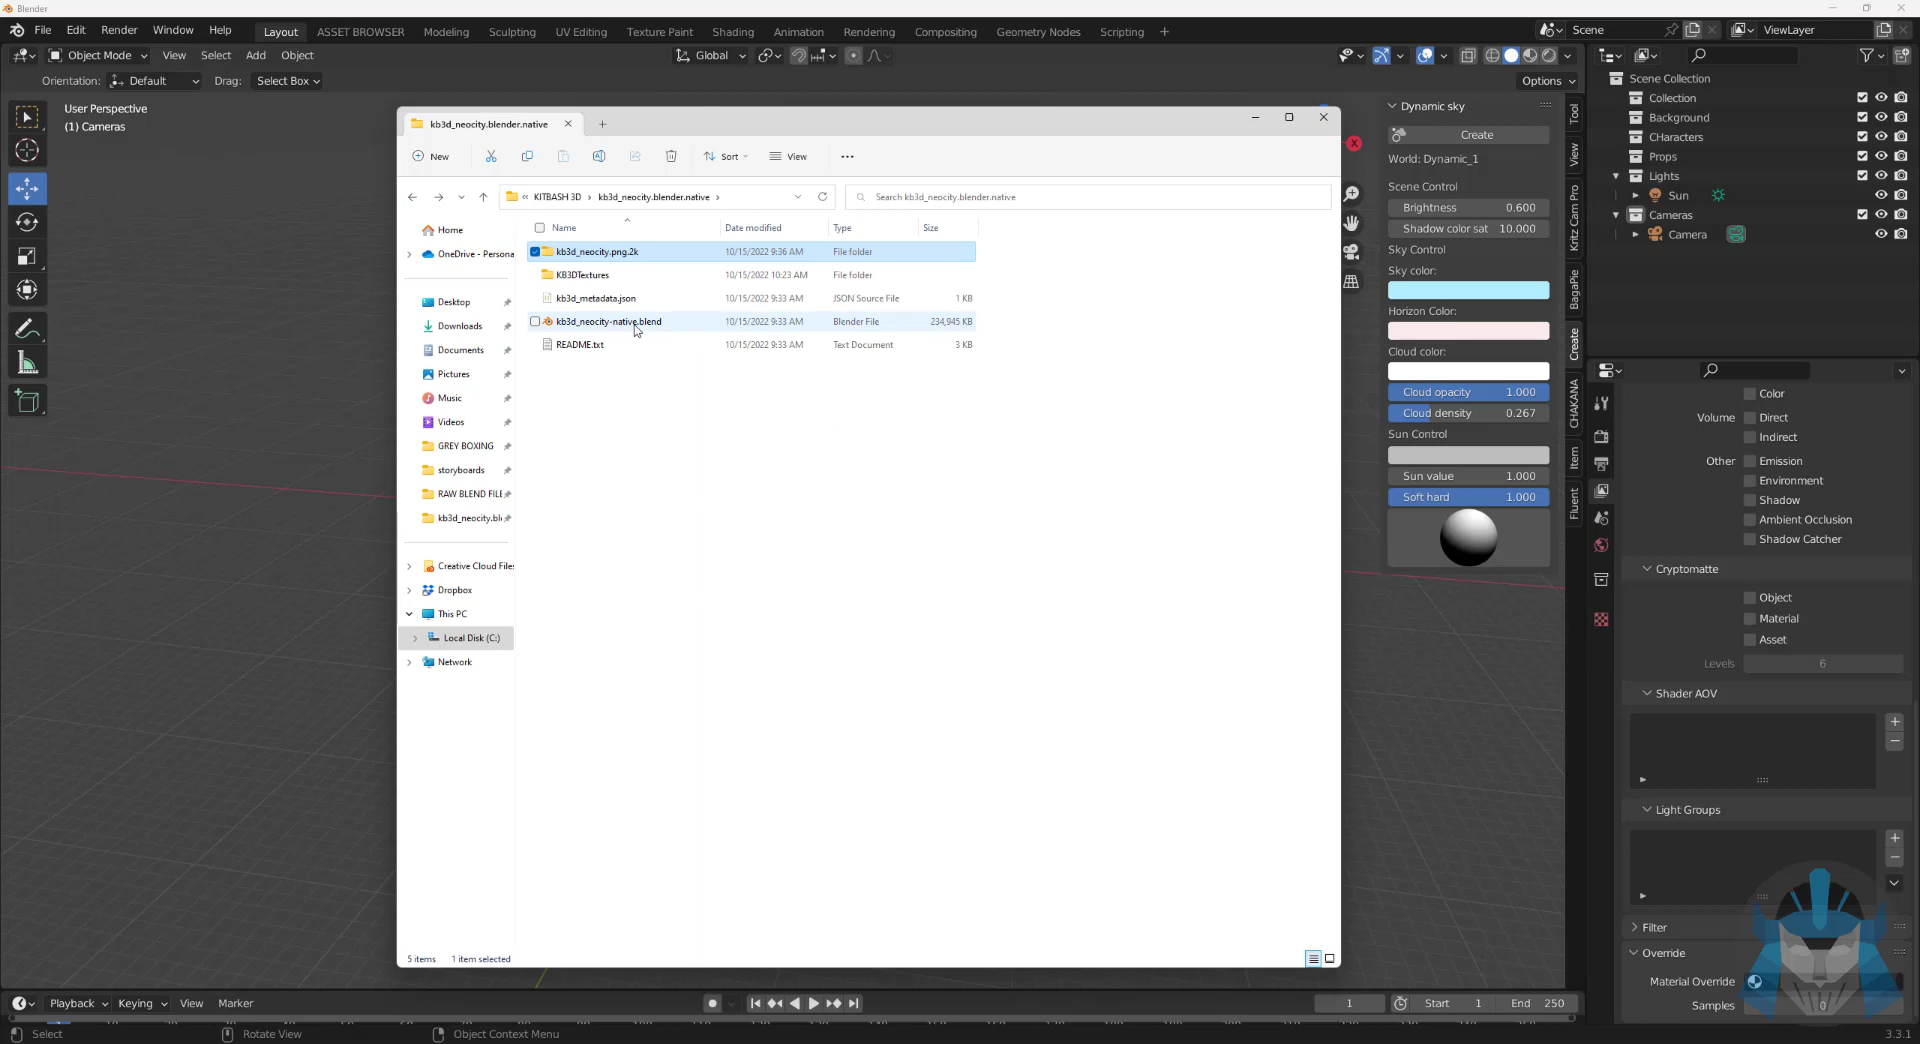 Blender
File Edit Render Window Help Layout ASSET BROWSER Modeling Sculpting UV Editing Texture Paint Shading Animation Rendering Compositing Geometry Nodes Scripting + Scene ViewLayer
Object Mode View Select Add Object Global
Orientation: Default Drag: Select Box Options
User Perspective
(1) Cameras
kb3d_neocity.blender.native
New Sort View
« KITBASH 3D › kb3d_neocity.blender.native › Search kb3d_neocity.blender.native
Name Date modified Type Size
kb3d_neocity.png.2k 10/15/2022 9:36 AM File folder
KB3DTextures 10/15/2022 10:23 AM File folder
kb3d_metadata.json 10/15/2022 9:33 AM JSON Source File 1 KB
kb3d_neocity-native.blend 10/15/2022 9:33 AM Blender File 234,945 KB
README.txt 10/15/2022 9:33 AM Text Document 3 KB
Home
OneDrive - Persona
Desktop
Downloads
Documents
Pictures
Music
Videos
GREY BOXING
storyboards
RAW BLEND FILE
kb3d_neocity.bl
Creative Cloud Files
Dropbox
This PC
Local Disk (C:)
Network
5 items 1 item selected
X
Dynamic sky
Create
World: Dynamic_1
Scene Control
Brightness 0.600
Shadow color sat 10.000
Sky Control
Sky color:
Horizon Color:
Cloud color:
Cloud opacity 1.000
Cloud density 0.267
Sun Control
Sun value 1.000
Soft hard 1.000
Tool
View
Kritz Cam Pro
BagaPie
Create
CHAKANA
Item
Fluent
Scene Collection
Collection
Background
CHaracters
Props
Lights
Sun
Cameras
Camera
Color
Volume Direct
Indirect
Other Emission
Environment
Shadow
Ambient Occlusion
Shadow Catcher
Cryptomatte
Object
Material
Asset
Levels 6
Shader AOV
Light Groups
Filter
Override
Material Override
Samples 0
Playback Keying View Marker 1 Start 1 End 250
Select Rotate View Object Context Menu 3.3.1